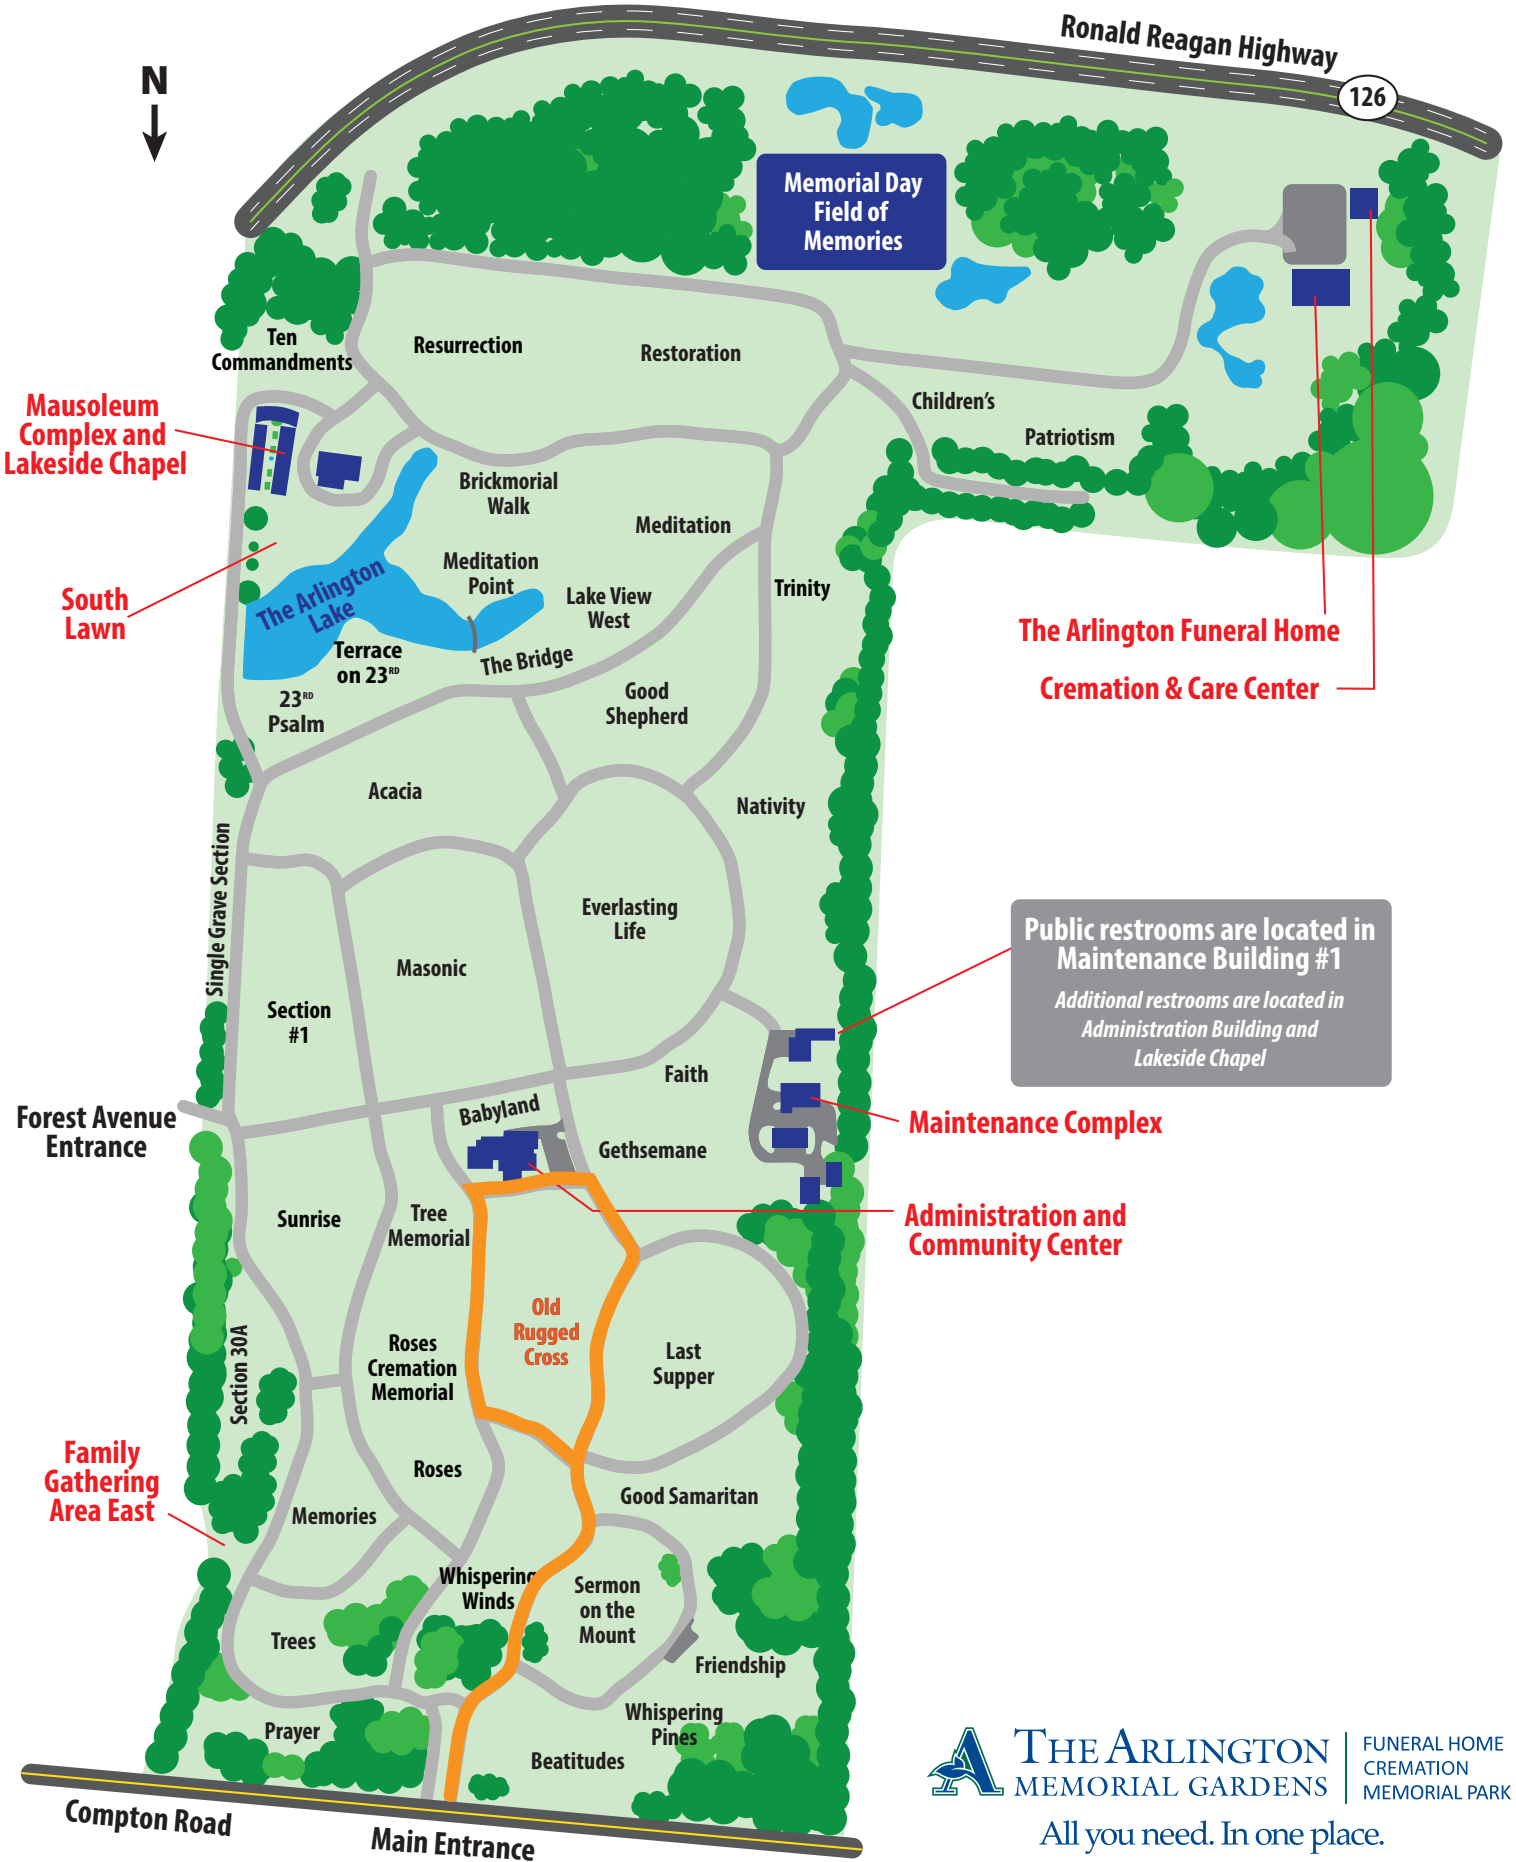 Ronald Reagan Highway
126
N
Memorial Day
Field of
Memories
Ten
Commandments
Resurrection
Restoration
Children's
Patriotism
Mausoleum
Complex and
Lakeside Chapel
Brickmorial
Walk
Meditation
Meditation
Point
Lake View
West
Trinity
South
Lawn
The Arlington
Lake
Terrace
on 23RD
The Bridge
23RD
Psalm
Good
Shepherd
The Arlington Funeral Home
Cremation & Care Center
Acacia
Nativity
Single Grave Section
Everlasting
Life
Masonic
Section
#1
Public restrooms are located in
Maintenance Building #1
Additional restrooms are located in
Administration Building and
Lakeside Chapel
Faith
Babyland
Forest Avenue
Entrance
Gethsemane
Maintenance Complex
Sunrise
Tree
Memorial
Administration and
Community Center
Old
Rugged
Cross
Roses
Cremation
Memorial
Last
Supper
Section 30A
Family
Gathering
Area East
Roses
Good Samaritan
Memories
Whispering
Winds
Sermon
on the
Mount
Trees
Friendship
Prayer
Whispering
Pines
Beatitudes
Compton Road
Main Entrance
A
THE ARLINGTON
MEMORIAL GARDENS
FUNERAL HOME
CREMATION
MEMORIAL PARK
All you need. In one place.